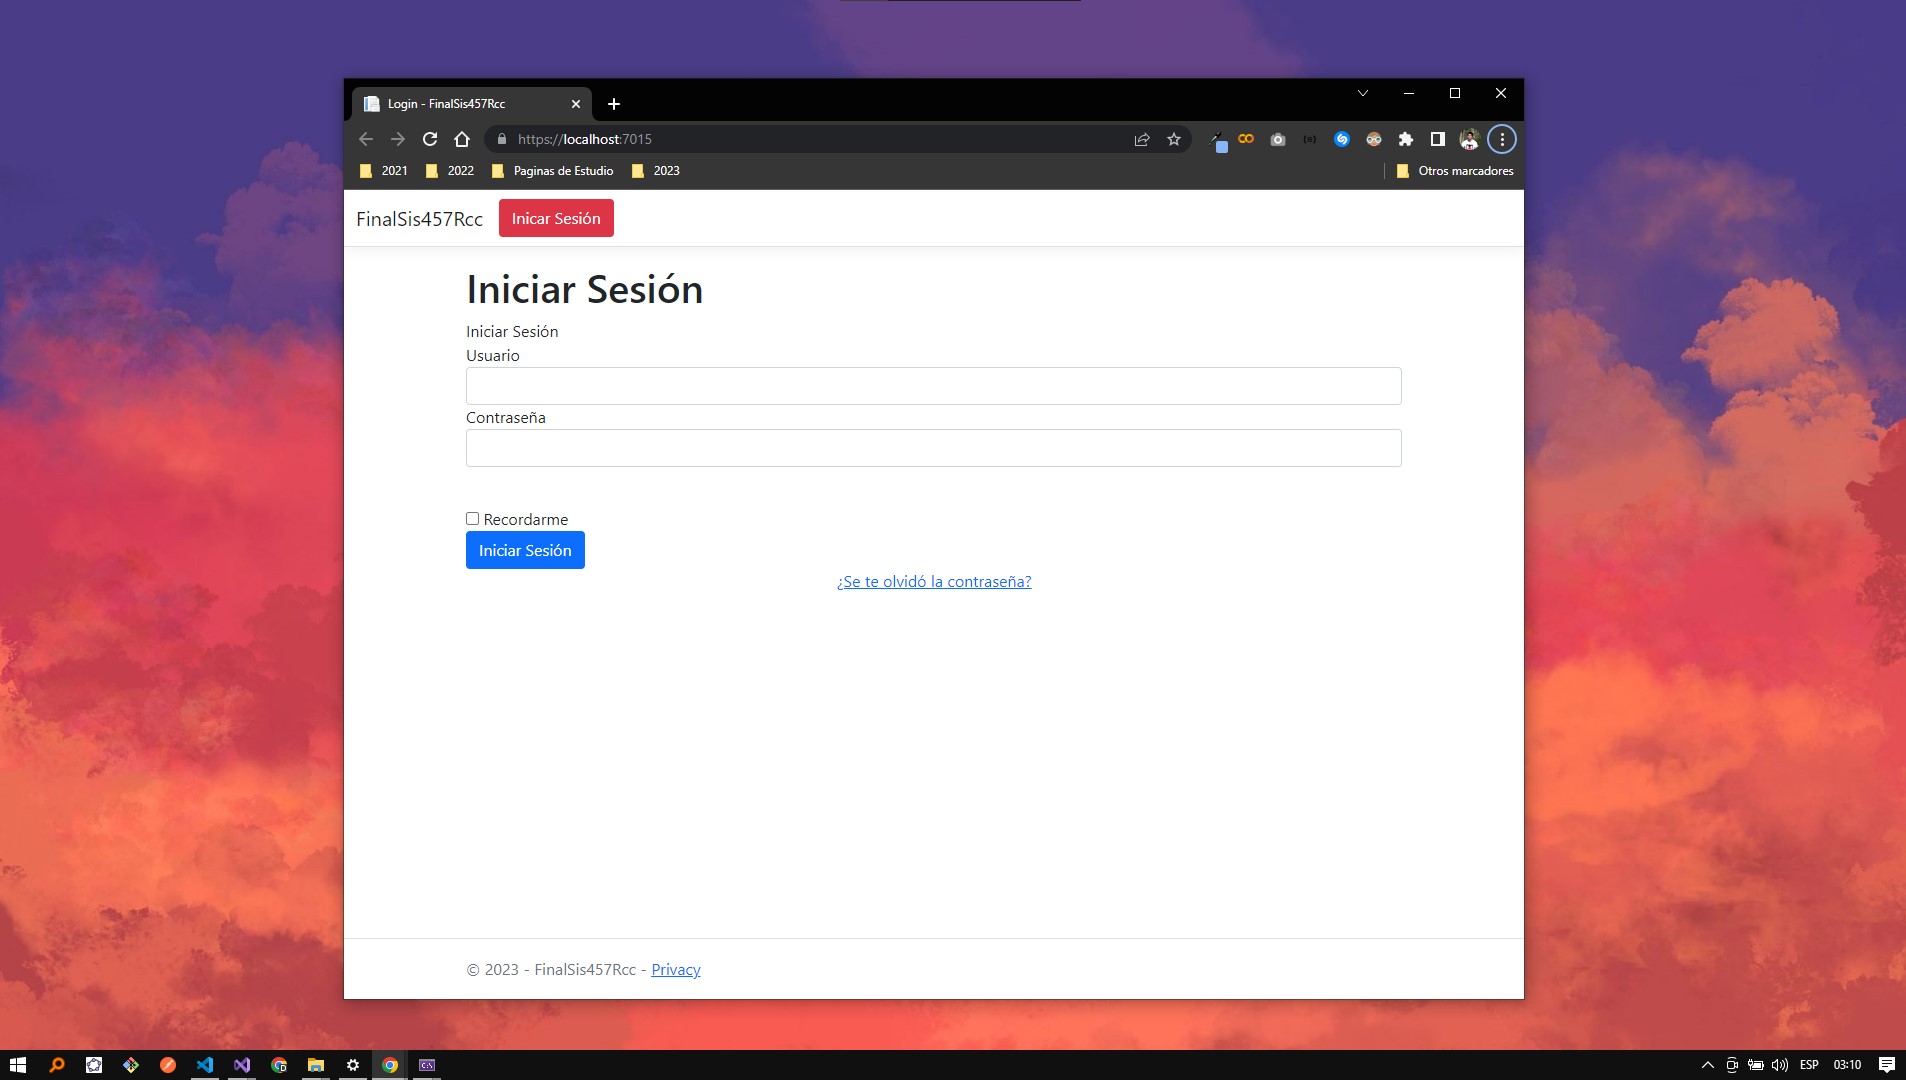 Login - FinalSis457Rcc
https://localhost:7015
2021 2022 Paginas de Estudio 2023 Otros marcadores
FinalSis457Rcc Inicar Sesión
Iniciar Sesión
Iniciar Sesión
Usuario
Contraseña
Recordarme
Iniciar Sesión
¿Se te olvidó la contraseña?
© 2023 - FinalSis457Rcc - Privacy
ESP 03:10